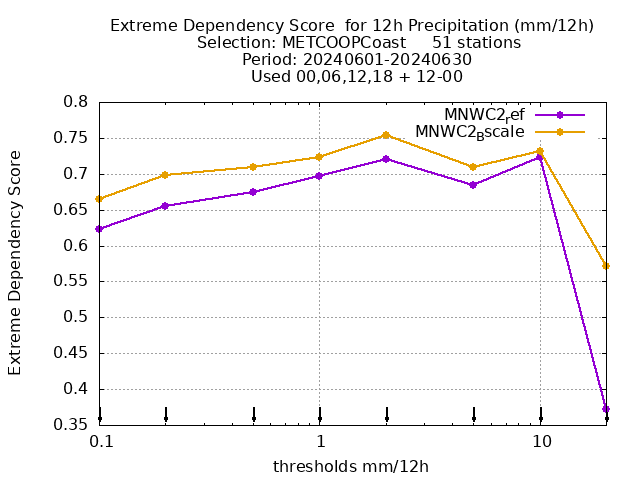 Extreme Dependency Score  for 12h Precipitation (mm/12h)
Selection: METCOOPCoast     51 stations
Period: 20240601-20240630
Used 00,06,12,18 + 12-00
MNWC2ref
MNWC2Bscale
0.8
0.75
0.7
0.65
0.6
0.55
0.5
0.45
0.4
0.35
Extreme Dependency Score
0.1
1
10
thresholds mm/12h